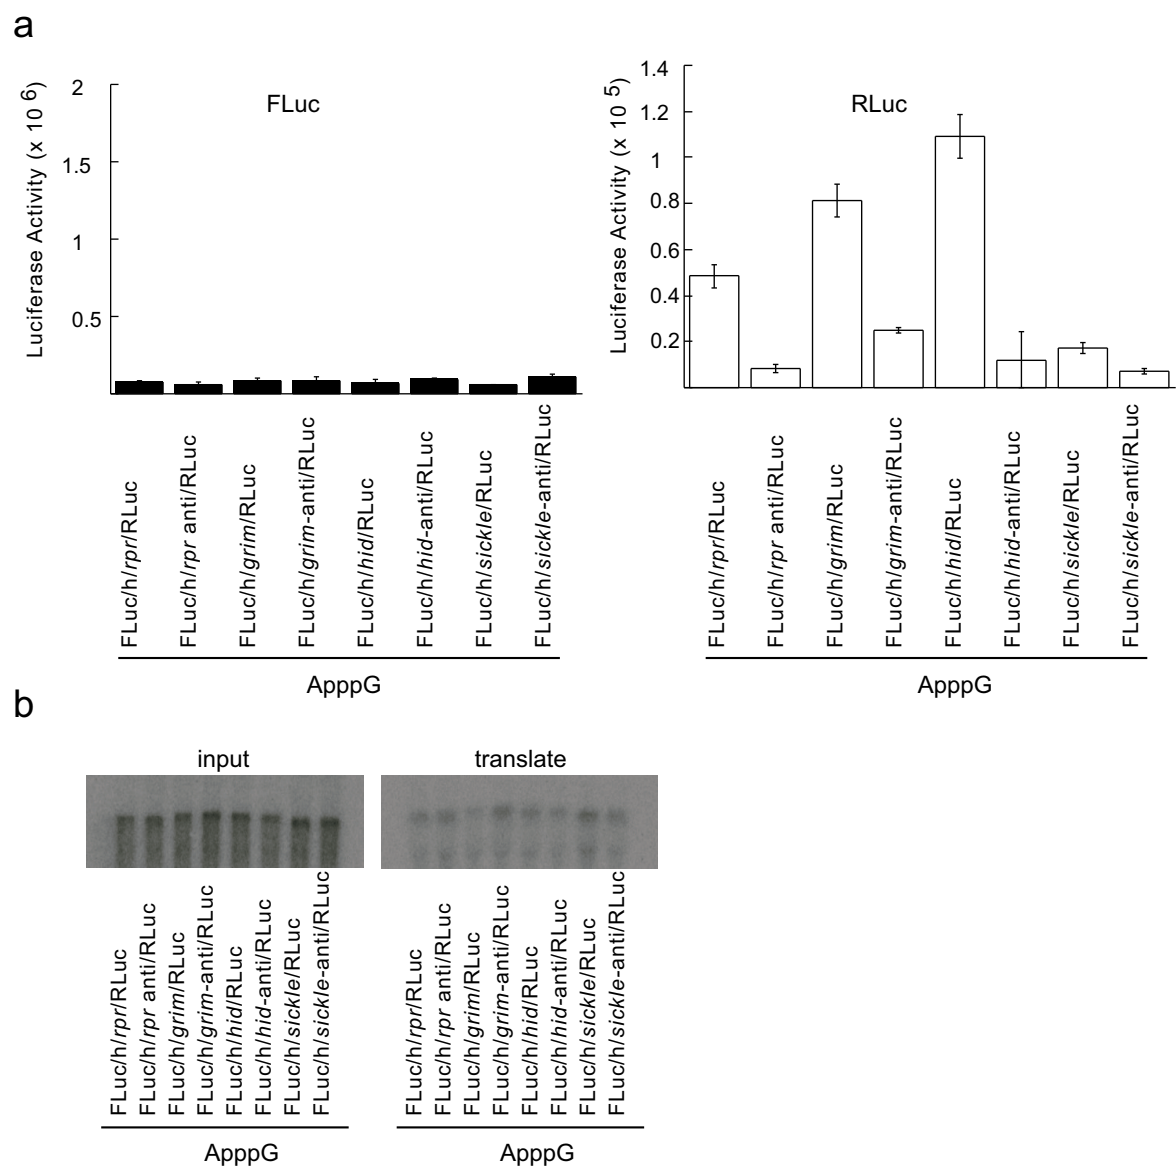 a
FLuc
Luciferase Activity (x 10 6)
2
1.5
1
0.5
FLuc/h/rpr/RLuc
FLuc/h/rpr anti/RLuc
FLuc/h/grim/RLuc
FLuc/h/grim-anti/RLuc
FLuc/h/hid/RLuc
FLuc/h/hid-anti/RLuc
FLuc/h/sickle/RLuc
FLuc/h/sickle-anti/RLuc
ApppG
RLuc
Luciferase Activity (x 10 5)
1.4
1.2
1
0.8
0.6
0.4
0.2
FLuc/h/rpr/RLuc
FLuc/h/rpr anti/RLuc
FLuc/h/grim/RLuc
FLuc/h/grim-anti/RLuc
FLuc/h/hid/RLuc
FLuc/h/hid-anti/RLuc
FLuc/h/sickle/RLuc
FLuc/h/sickle-anti/RLuc
ApppG
b
input
FLuc/h/rpr/RLuc
FLuc/h/rpr anti/RLuc
FLuc/h/grim/RLuc
FLuc/h/grim-anti/RLuc
FLuc/h/hid/RLuc
FLuc/h/hid-anti/RLuc
FLuc/h/sickle/RLuc
FLuc/h/sickle-anti/RLuc
ApppG
translate
FLuc/h/rpr/RLuc
FLuc/h/rpr anti/RLuc
FLuc/h/grim/RLuc
FLuc/h/grim-anti/RLuc
FLuc/h/hid/RLuc
FLuc/h/hid-anti/RLuc
FLuc/h/sickle/RLuc
FLuc/h/sickle-anti/RLuc
ApppG